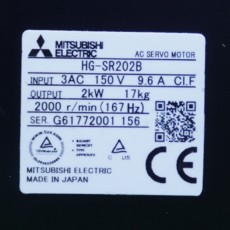 MITSUBISHI
ELECTRIC
AC SERVO MOTOR
HG-SR202B
INPUT 3AC 150V 9.6A Cl.F
OUTPUT 2kW 17kg
2000 r/min (167Hz)
SER. G61772001 156
MITSUBISHI ELECTRIC
MADE IN JAPAN
CE